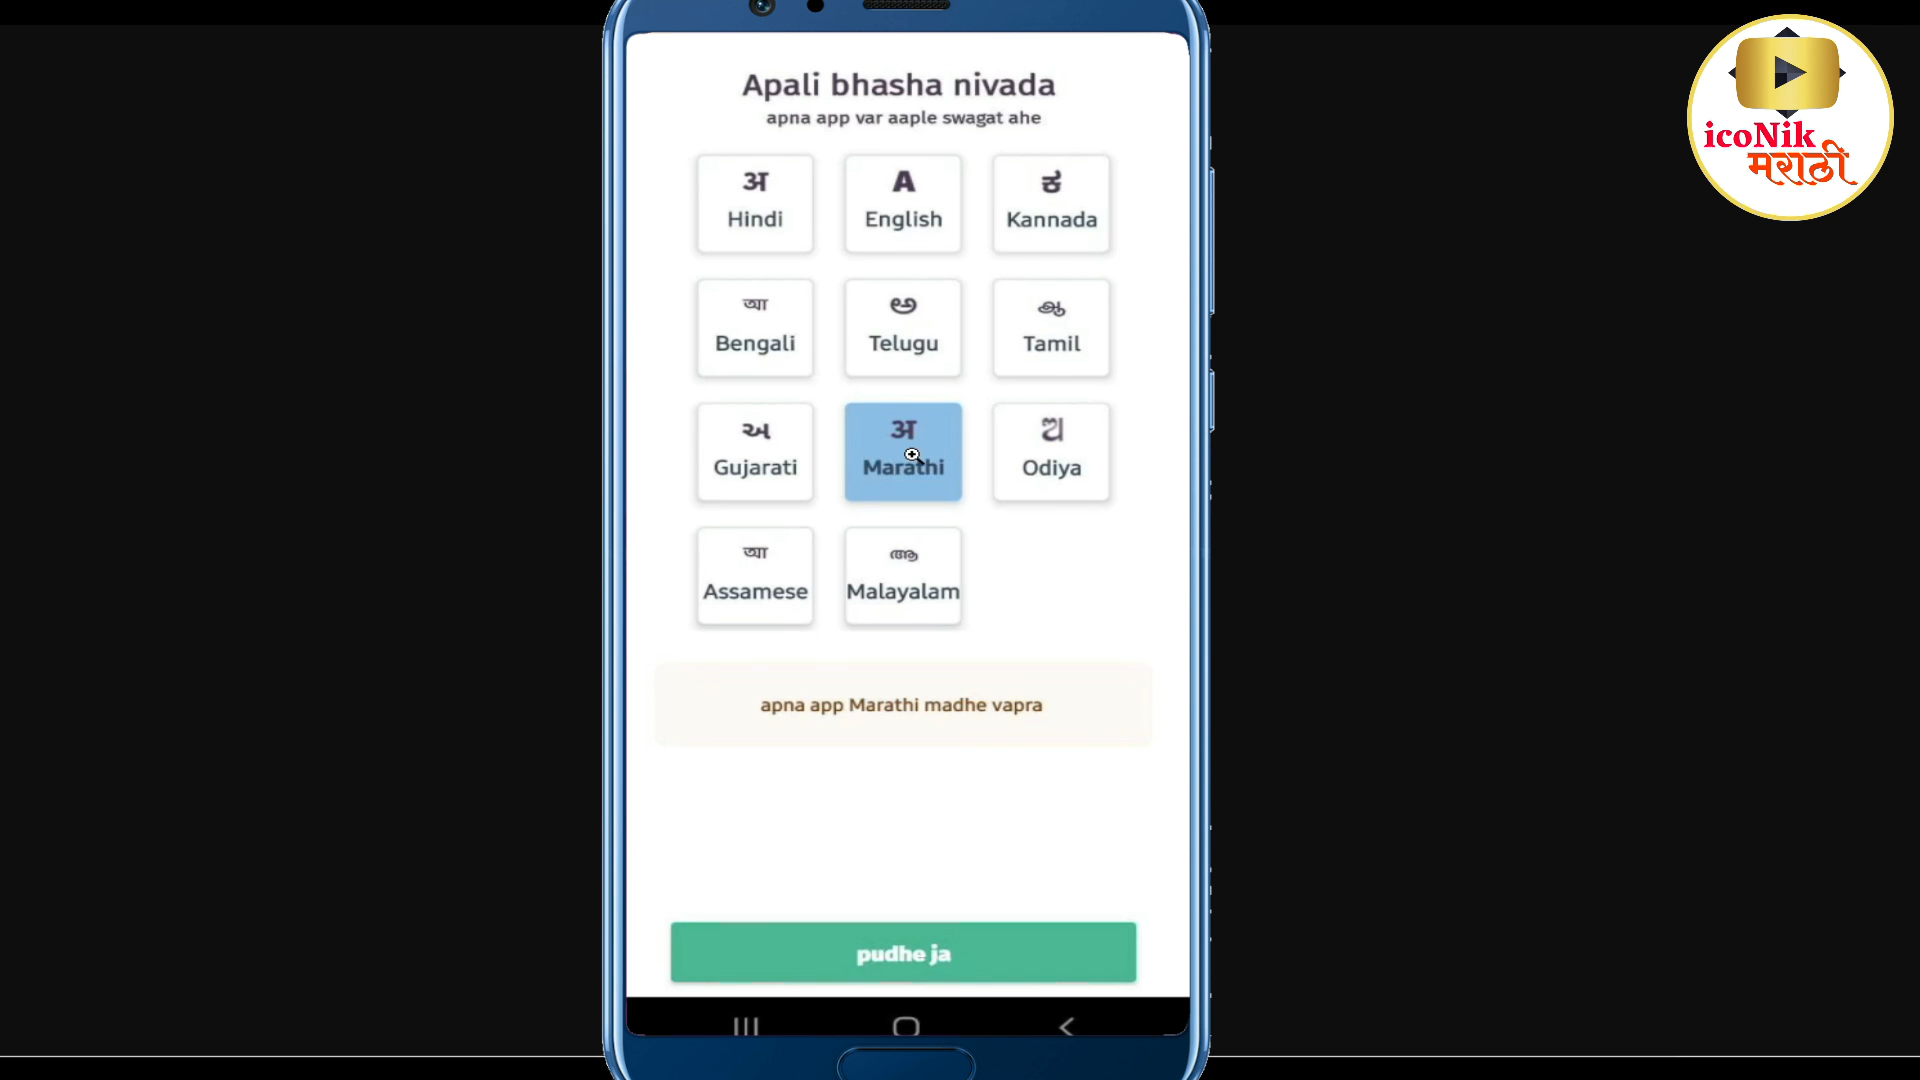 Apali bhasha nivada
apna app var aaple swagat ahe
अ
Hindi
A
English
ಕ
Kannada
আ
Bengali
అ
Telugu
ஆ
Tamil
અ
Gujarati
अ
Marathi
ଅ
Odiya
আ
Assamese
ആ
Malayalam
apna app Marathi madhe vapra
pudhe ja
icoNik
मराठी